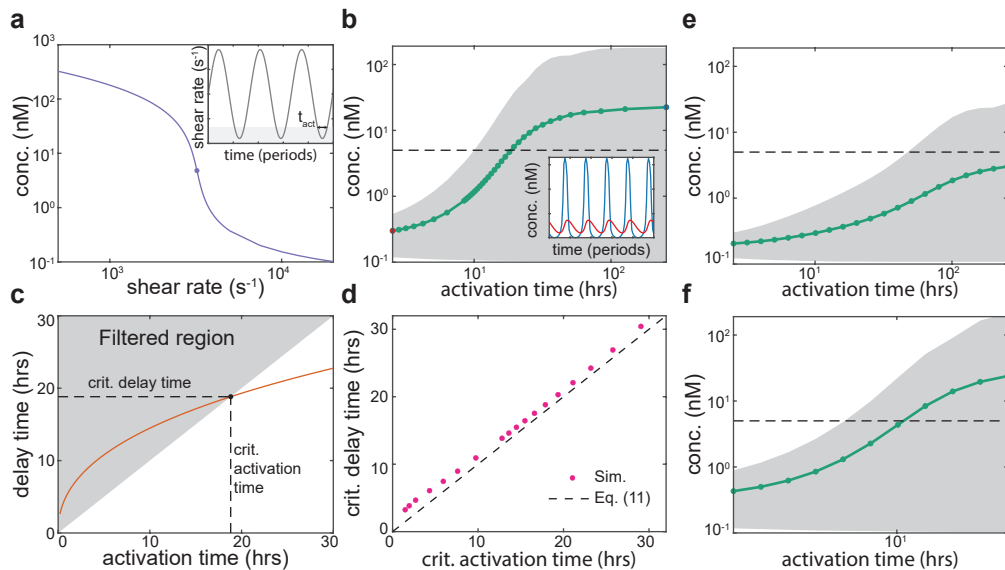 a
10³
10²
10¹
10⁰
10⁻¹
conc. (nM)
10³
10⁴
shear rate (s⁻¹)
shear rate (s⁻¹)
t_act
time (periods)
b
10²
10¹
10⁰
10⁻¹
conc. (nM)
10¹
10²
activation time (hrs)
conc. (nM)
time (periods)
e
10²
10¹
10⁰
10⁻¹
conc. (nM)
10¹
10²
activation time (hrs)
c
30
20
10
0
delay time (hrs)
Filtered region
crit. delay time
crit.
activation
time
0
10
20
30
activation time (hrs)
d
30
20
10
0
crit. delay time (hrs)
Sim.
Eq. (11)
0
10
20
30
crit. activation time (hrs)
f
10²
10¹
10⁰
10⁻¹
conc. (nM)
10¹
activation time (hrs)